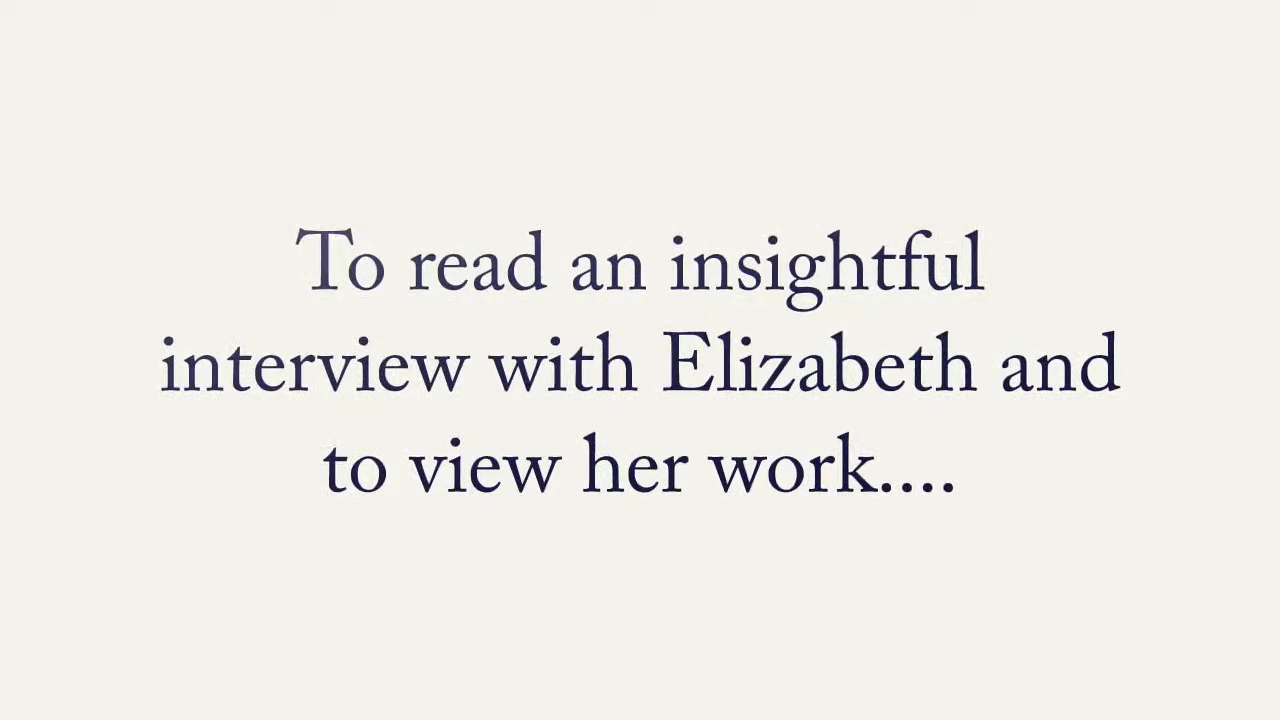 To read an insightful
interview with Elizabeth and
to view her work....